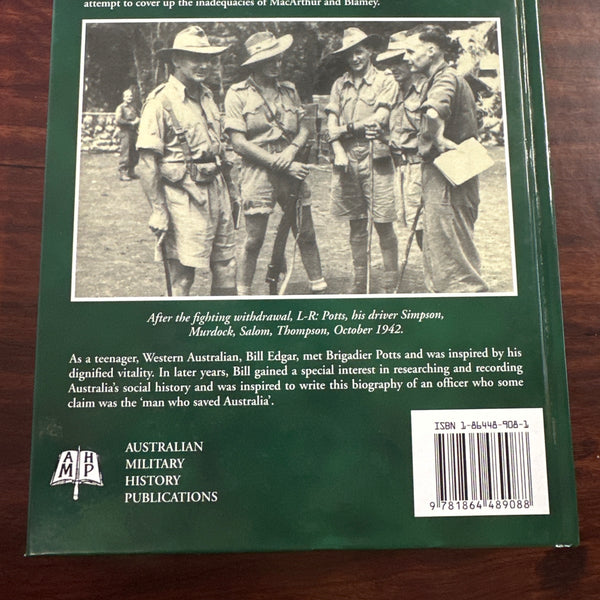 attempt to cover up the inadequacies of MacArthur and Blamey.
After the fighting withdrawal, L-R: Potts, his driver Simpson,
Murdock, Salom, Thompson, October 1942.
As a teenager, Western Australian, Bill Edgar, met Brigadier Potts and was inspired by his
dignified vitality. In later years, Bill gained a special interest in researching and recording
Australia's social history and was inspired to write this biography of an officer who some
claim was the 'man who saved Australia'.
A H
M P
AUSTRALIAN
MILITARY
HISTORY
PUBLICATIONS
ISBN 1-86448-908-1
9 781864 489088